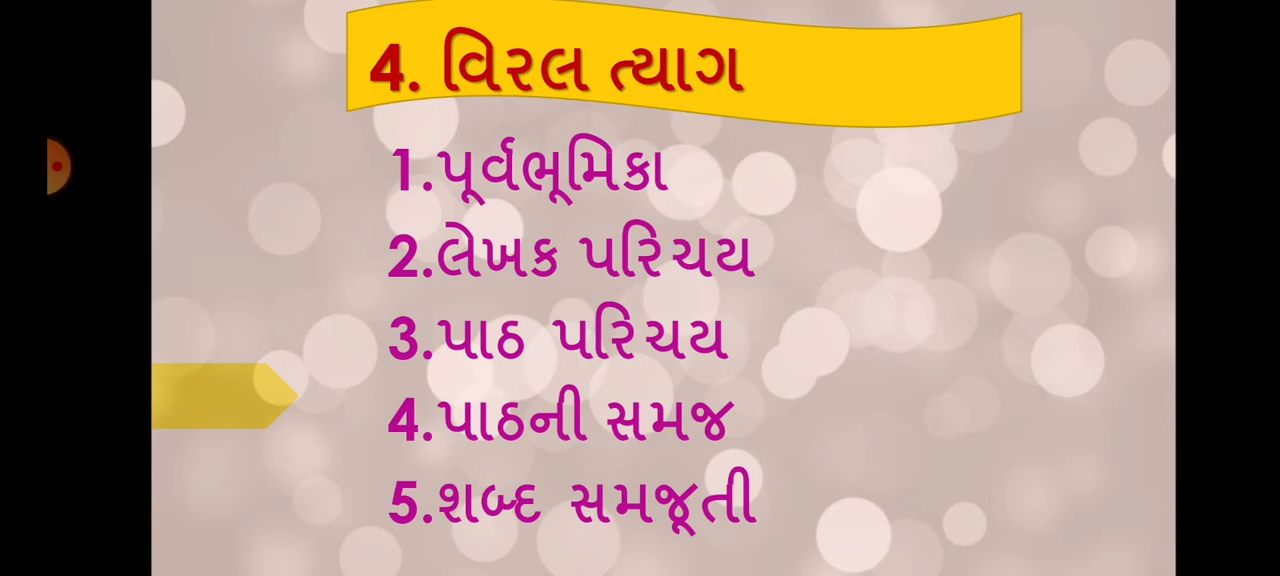 4. વિરલ ત્યાગ
1.પૂર્વભૂમિકા
2.લેખક પરિચય
3.પાઠ પરિચય
4.પાઠની સમજ
5.શબ્દ સમજૂતી